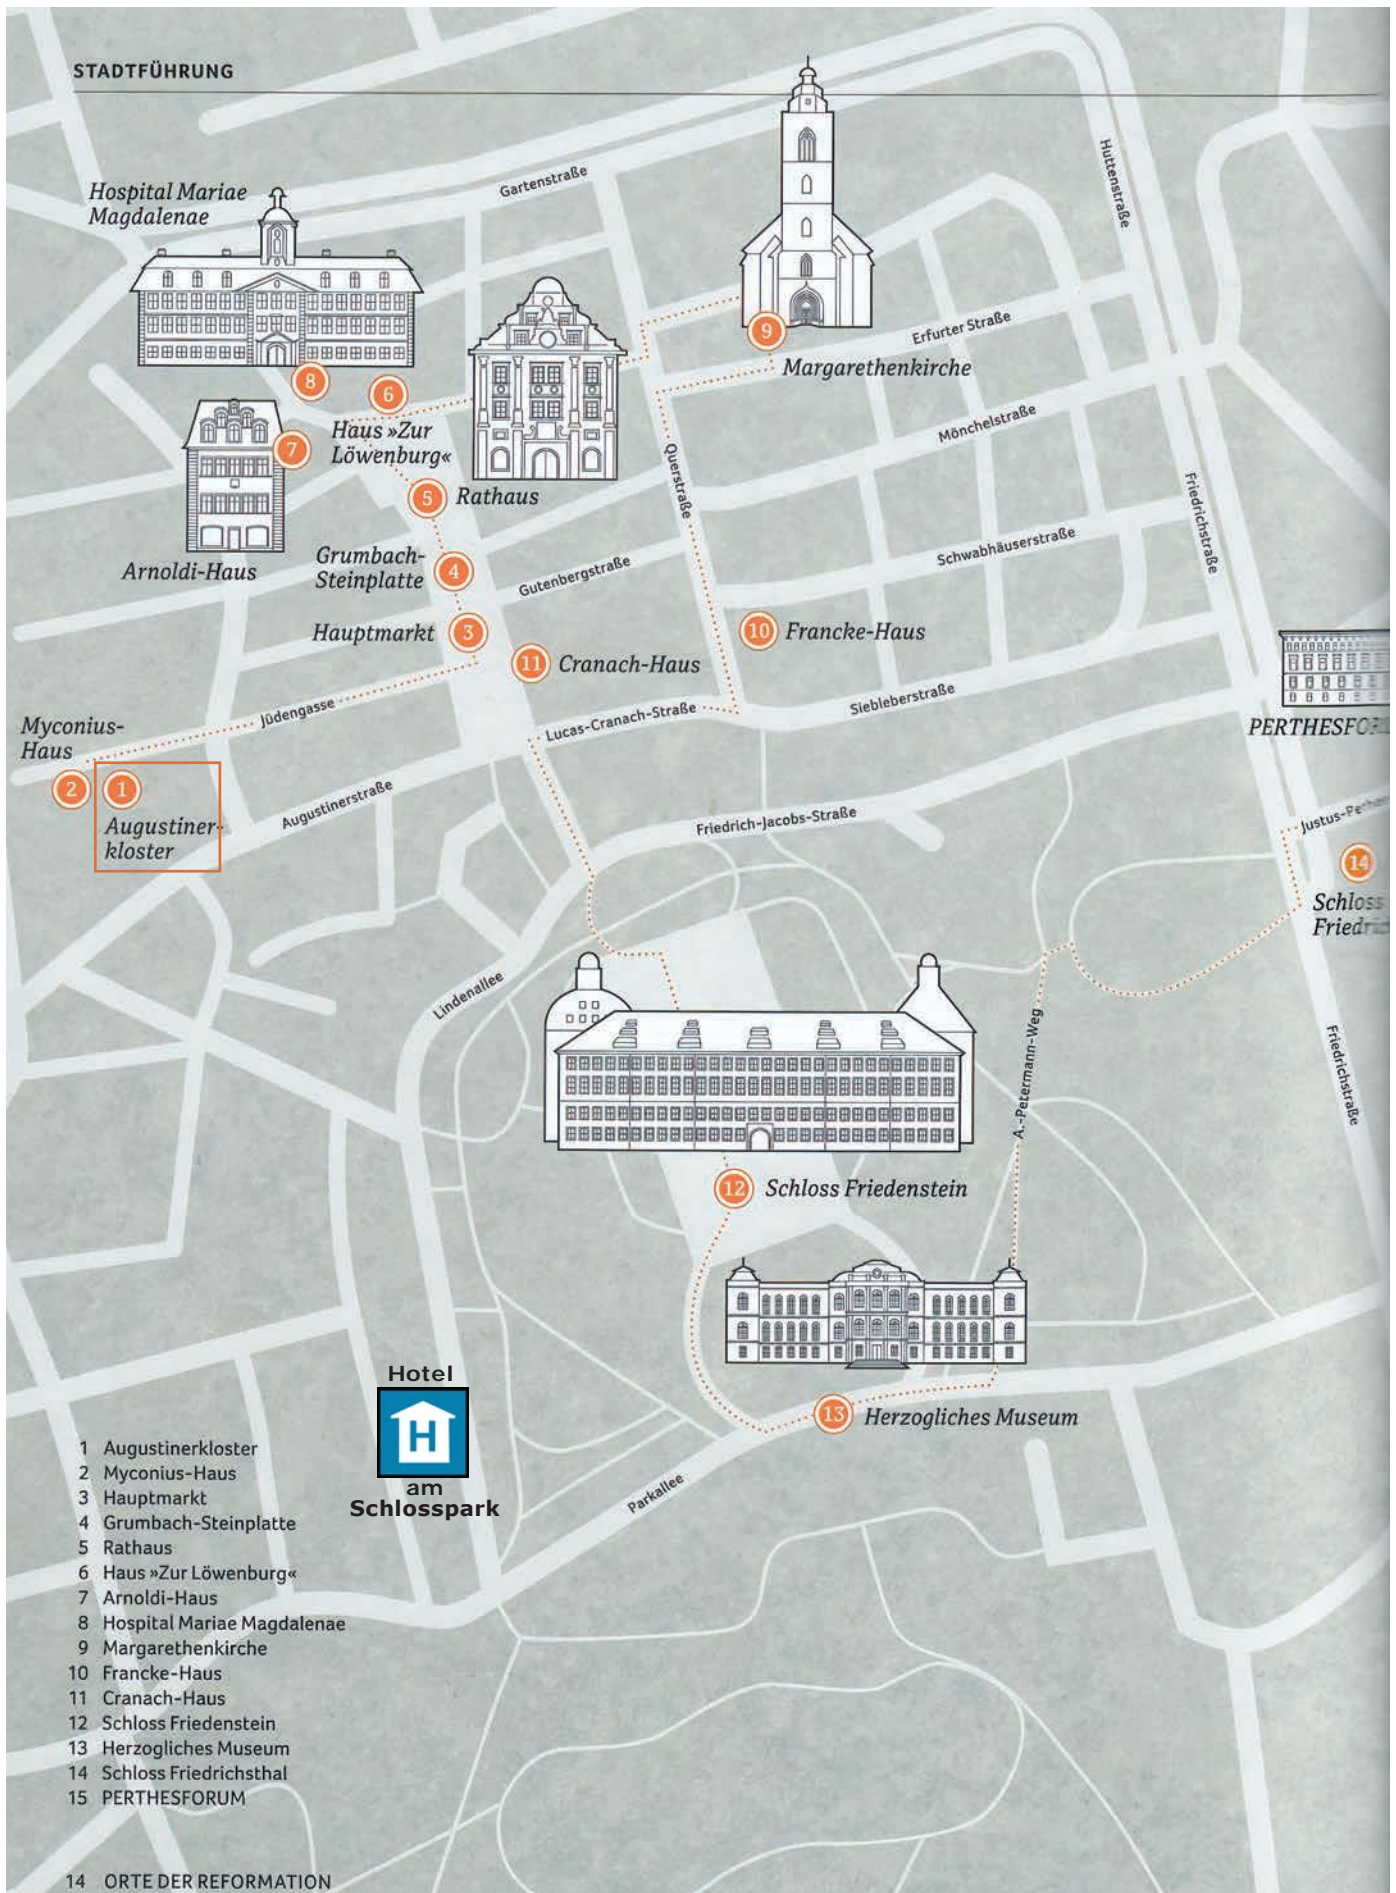 STADTFÜHRUNG
Hospital Mariae
Magdalenae
Gartenstraße
Huttenstraße
9
Erfurter Straße
Margarethenkirche
8
6
Haus »Zur
Löwenburg«
7
Mönchelstraße
Querstraße
5 Rathaus
Friedrichstraße
Arnoldi-Haus
Grumbach-
Steinplatte
4
Gutenbergstraße
Schwabhäuserstraße
Hauptmarkt 3
10 Francke-Haus
11 Cranach-Haus
Jüdengasse
Lucas-Cranach-Straße
Siebleberstraße
Myconius-
Haus
2
1
Augustiner-
kloster
Augustinerstraße
Friedrich-Jacobs-Straße
14
Schloss
Lindenallee
A.-Petermann-Weg
Friedrichstraße
12 Schloss Friedenstein
13 Herzogliches Museum
Parkallee
Hotel
H
am
Schlosspark
1 Augustinerkloster
2 Myconius-Haus
3 Hauptmarkt
4 Grumbach-Steinplatte
5 Rathaus
6 Haus »Zur Löwenburg«
7 Arnoldi-Haus
8 Hospital Mariae Magdalenae
9 Margarethenkirche
10 Francke-Haus
11 Cranach-Haus
12 Schloss Friedenstein
13 Herzogliches Museum
14 Schloss Friedrichsthal
15 PERTHESFORUM
14 ORTE DER REFORMATION